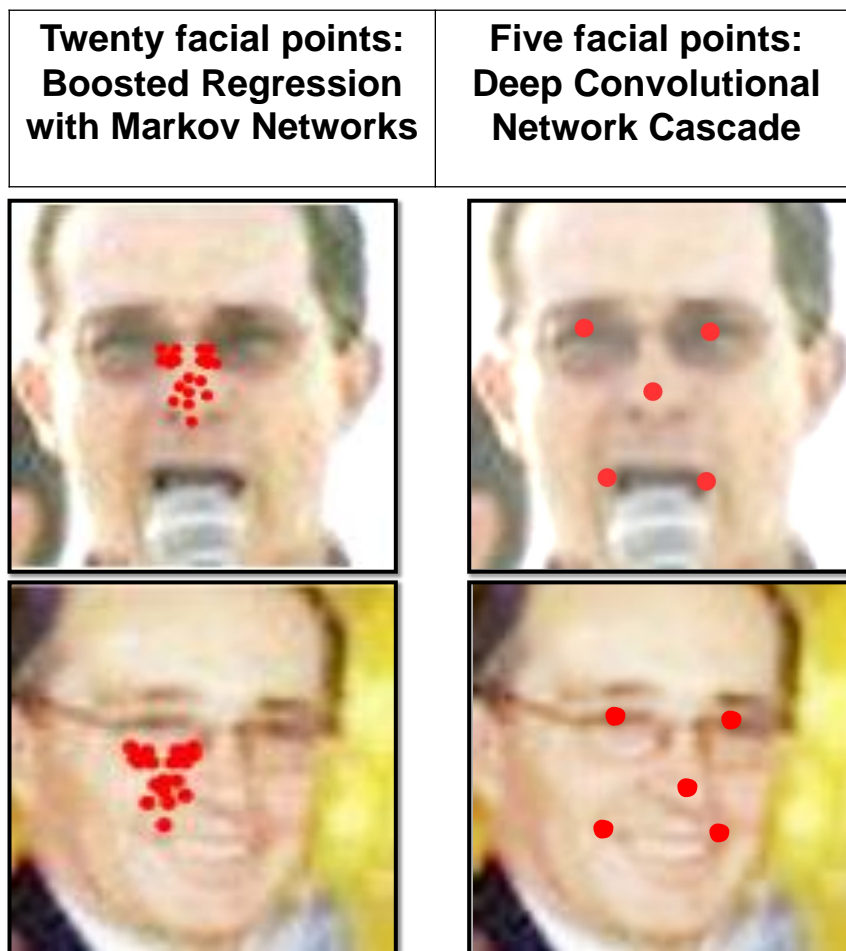 Twenty facial points:
Boosted Regression
with Markov Networks
Five facial points:
Deep Convolutional
Network Cascade